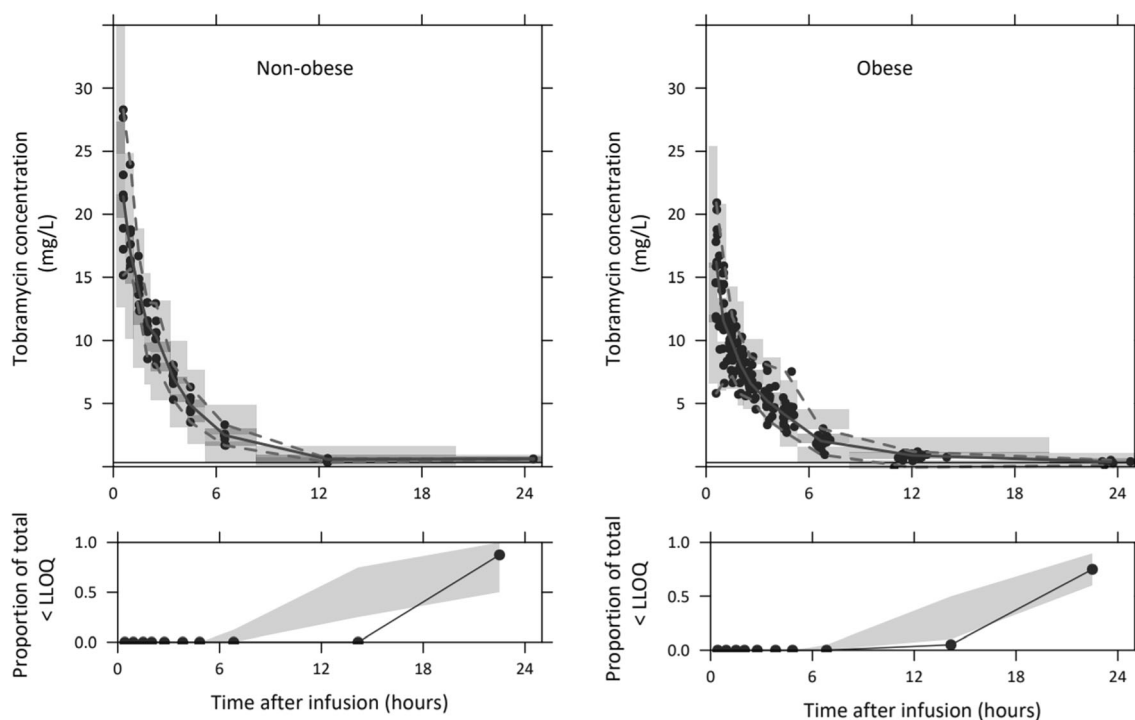 Non-obese
Tobramycin concentration
(mg/L)
30
25
20
15
10
5
0 6 12 18 24
Proportion of total
< LLOQ
1.0
0.5
0.0
0 6 12 18 24
Time after infusion (hours)
Obese
Tobramycin concentration
(mg/L)
30
25
20
15
10
5
0 6 12 18 24
Proportion of total
< LLOQ
1.0
0.5
0.0
0 6 12 18 24
Time after infusion (hours)